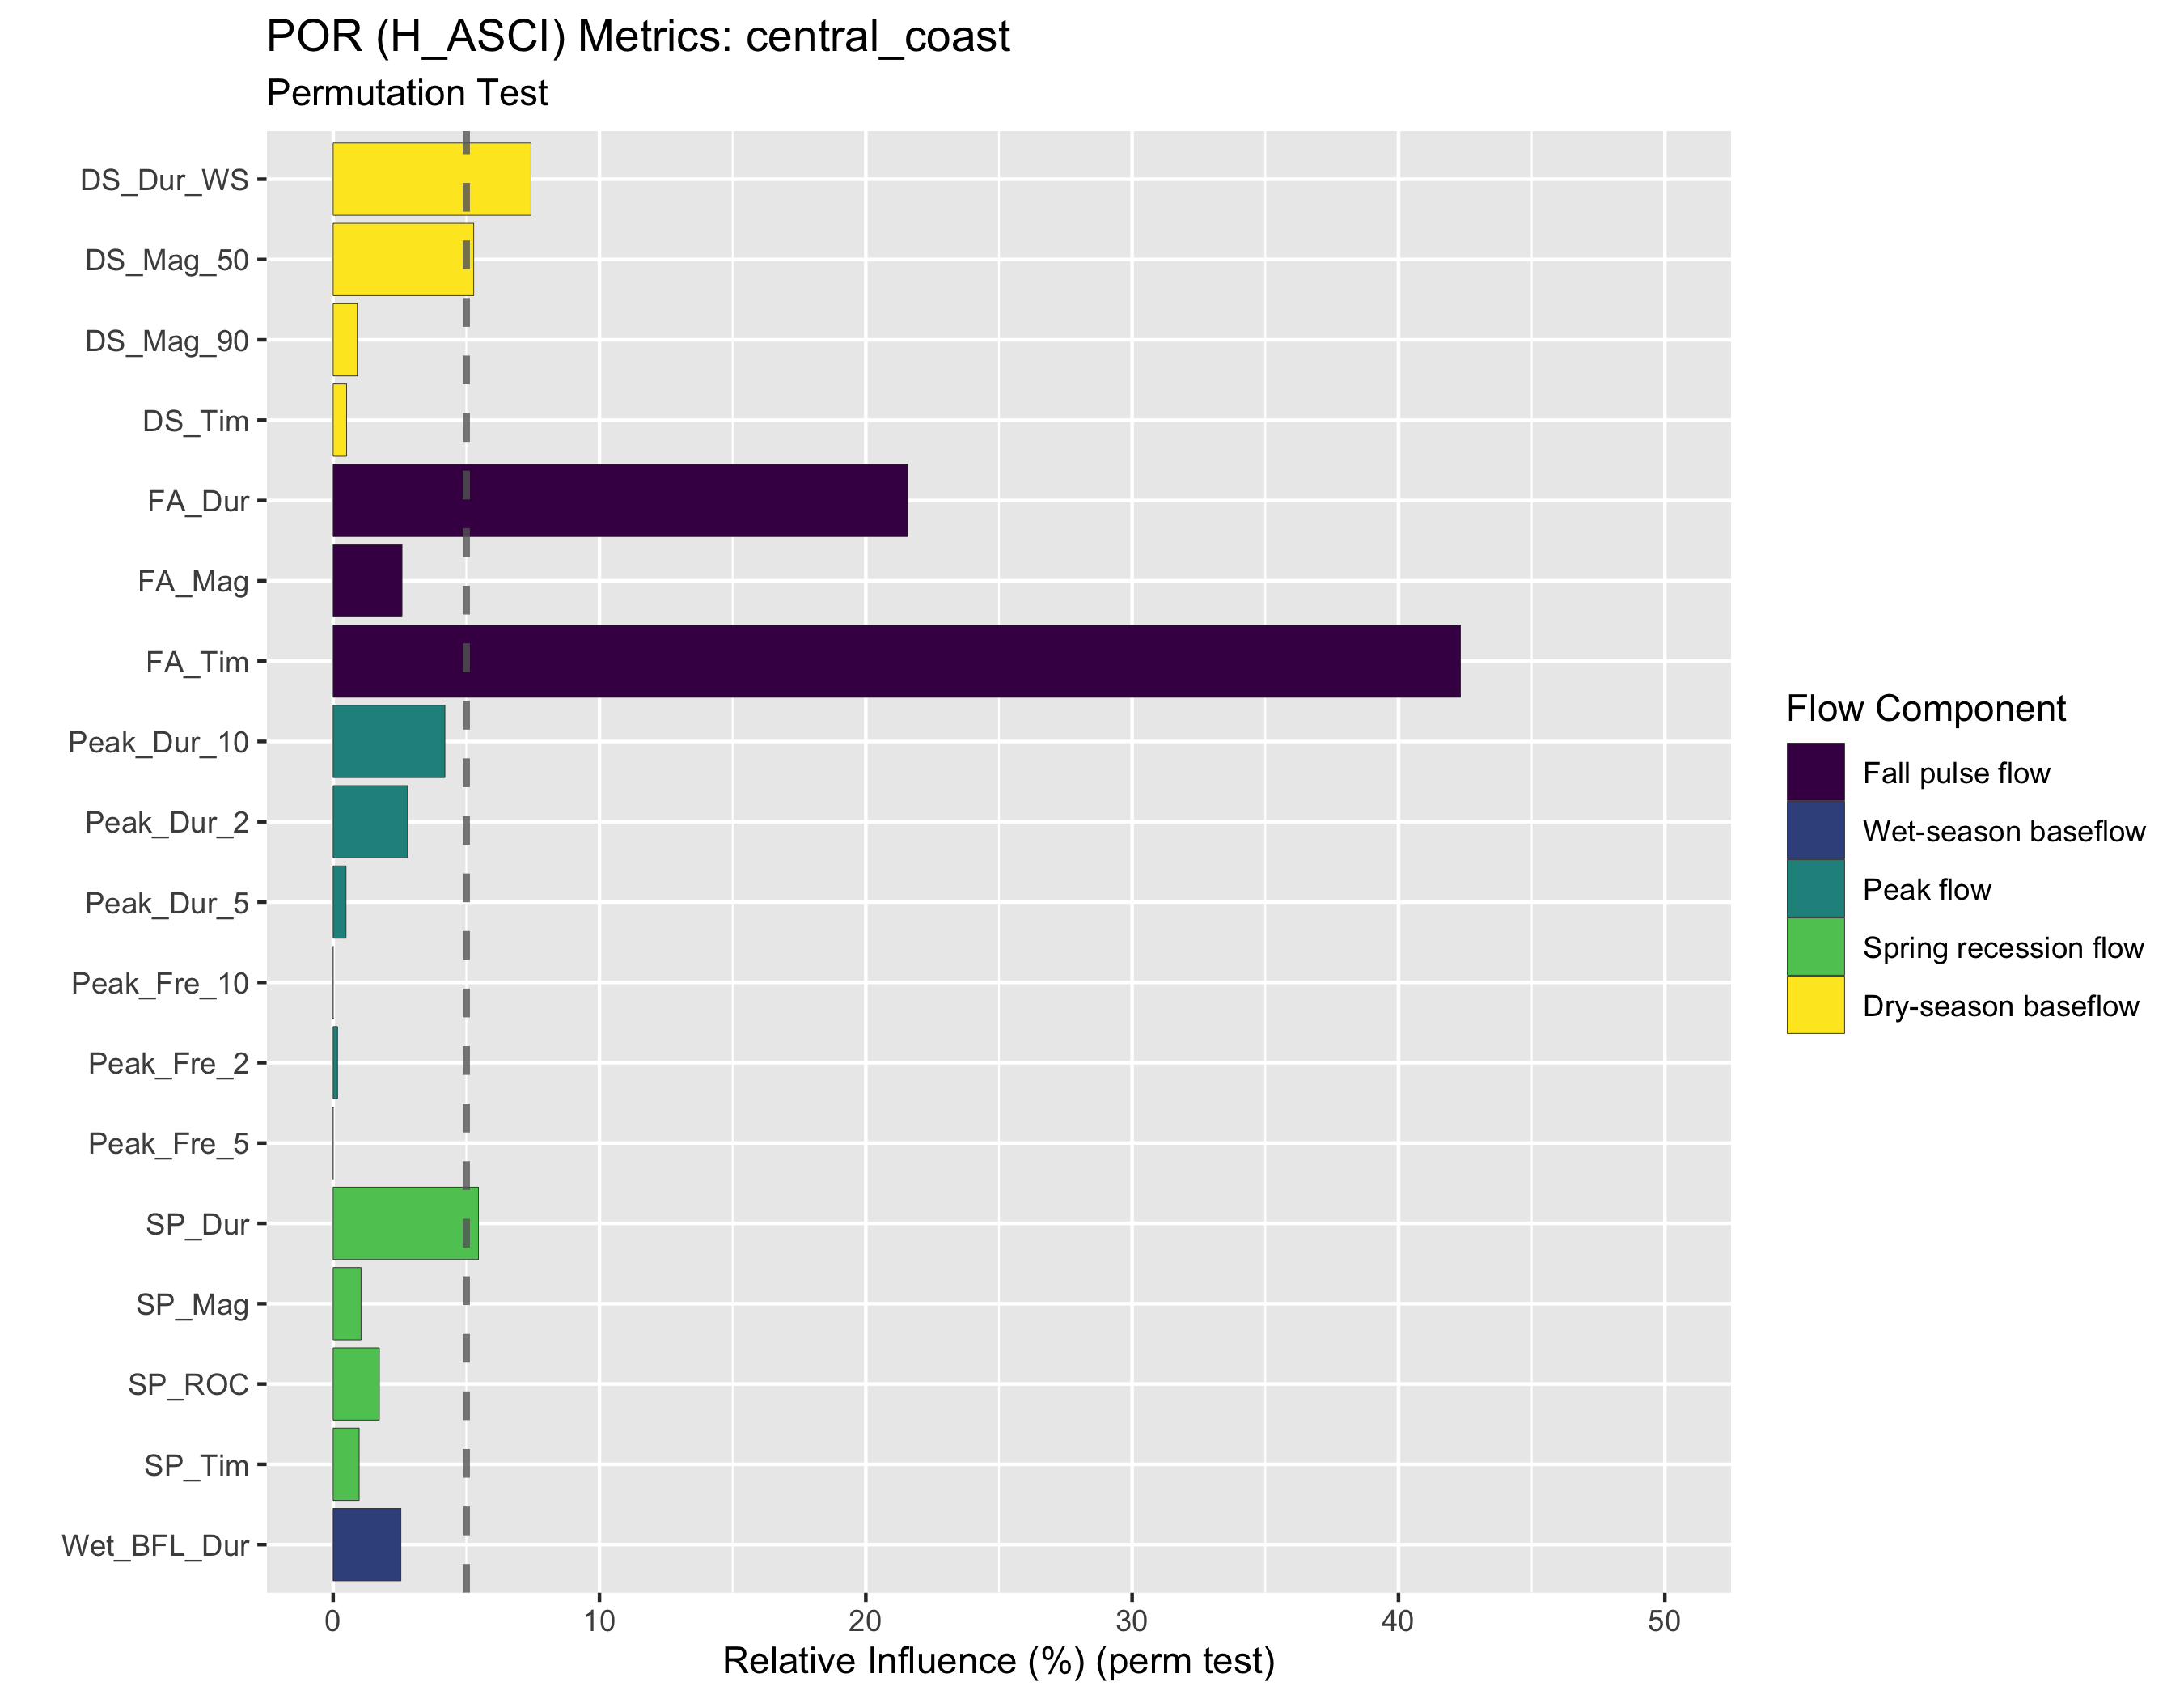 POR (H_ASCI) Metrics: central_coast
Permutation Test
DS_Dur_WS
DS_Mag_50
DS_Mag_90
DS_Tim
FA_Dur
FA_Mag
FA_Tim
Peak_Dur_10
Peak_Dur_2
Peak_Dur_5
Peak_Fre_10
Peak_Fre_2
Peak_Fre_5
SP_Dur
SP_Mag
SP_ROC
SP_Tim
Wet_BFL_Dur
0 10 20 30 40 50
Relative Influence (%) (perm test)
Flow Component
Fall pulse flow
Wet-season baseflow
Peak flow
Spring recession flow
Dry-season baseflow